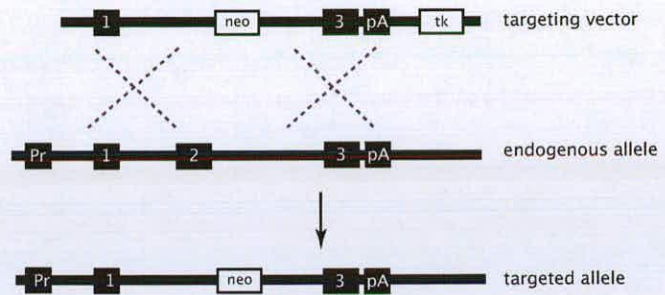 1 neo 3 pA tk targeting vector
Pr 1 2 3 pA endogenous allele
Pr 1 neo 3 pA targeted allele